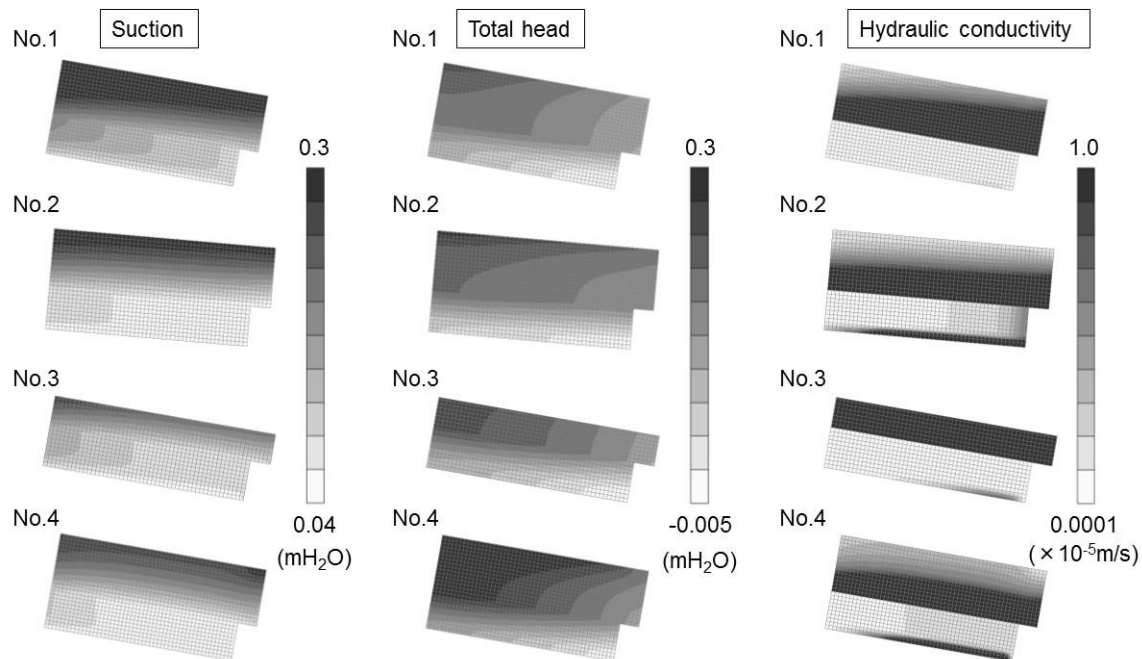 Suction
Total head
Hydraulic conductivity
No.1
No.1
No.1
0.3
0.3
1.0
No.2
No.2
No.2
No.3
No.3
No.3
No.4
No.4
No.4
0.04
-0.005
0.0001
(mH₂O)
(mH₂O)
(×10⁻⁵m/s)